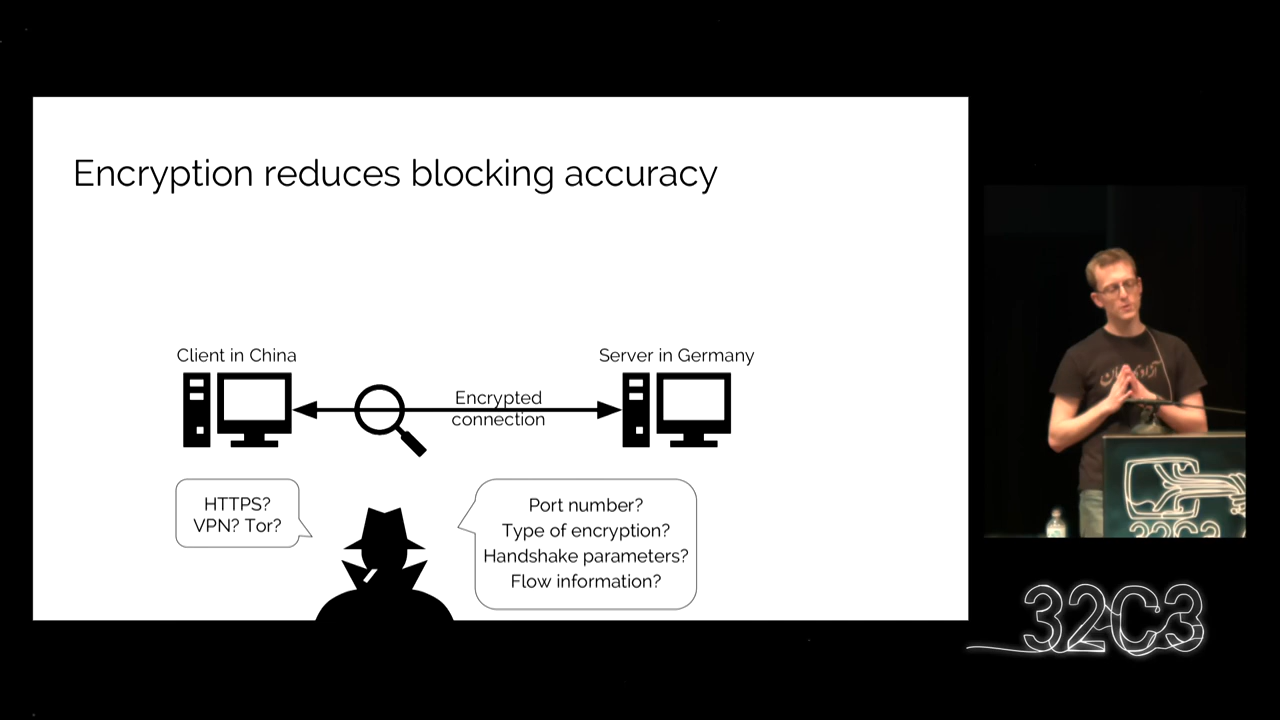 Encryption reduces blocking accuracy
Client in China
Server in Germany
Encrypted
connection
HTTPS?
VPN? Tor?
Port number?
Type of encryption?
Handshake parameters?
Flow information?
32C3
32C3